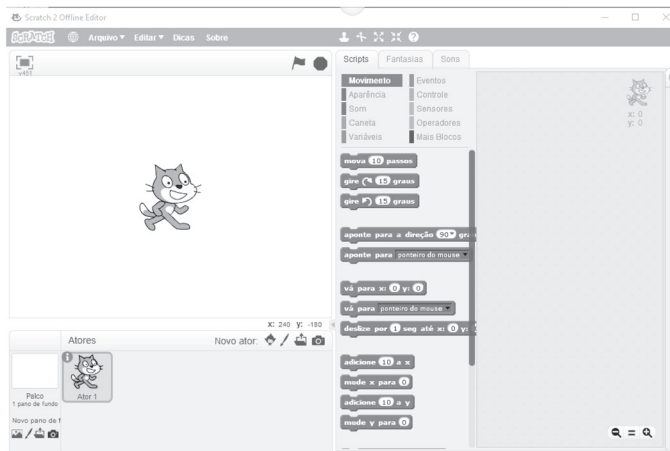 Scratch 2 Offline Editor
SCRATCH Arquivo Editar Dicas Sobre
v461
Scripts Fantasias Sons
Movimento Eventos
Aparência Controle
Som Sensores
Caneta Operadores
Variáveis Mais Blocos
x: 0
y: 0
mova 10 passos
gire 15 graus
gire 15 graus
aponte para a direção 90 gra
aponte para ponteiro do mouse
vá para x: 0 y: 0
vá para ponteiro do mouse
deslize por 1 seg até x: 0 y:
adicione 10 a x
mude x para 0
adicione 10 a y
mude y para 0
X: 240 y: -180
Atores Novo ator:
Palco
1 pano de fundo
Ator 1
Novo pano de f